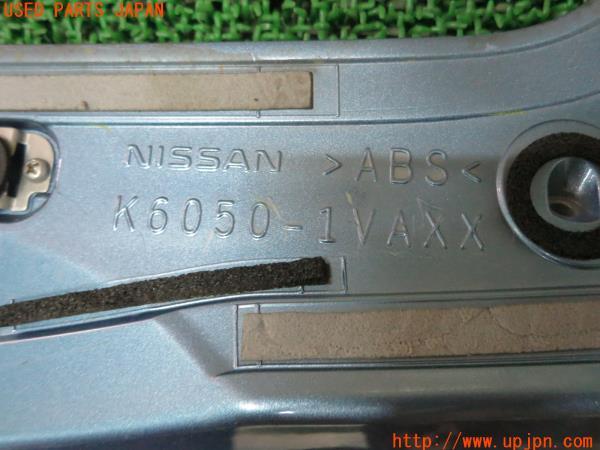 USED PARTS JAPAN
NISSAN >ABS<
K6050-1VAXX
http://www.upjpn.com/